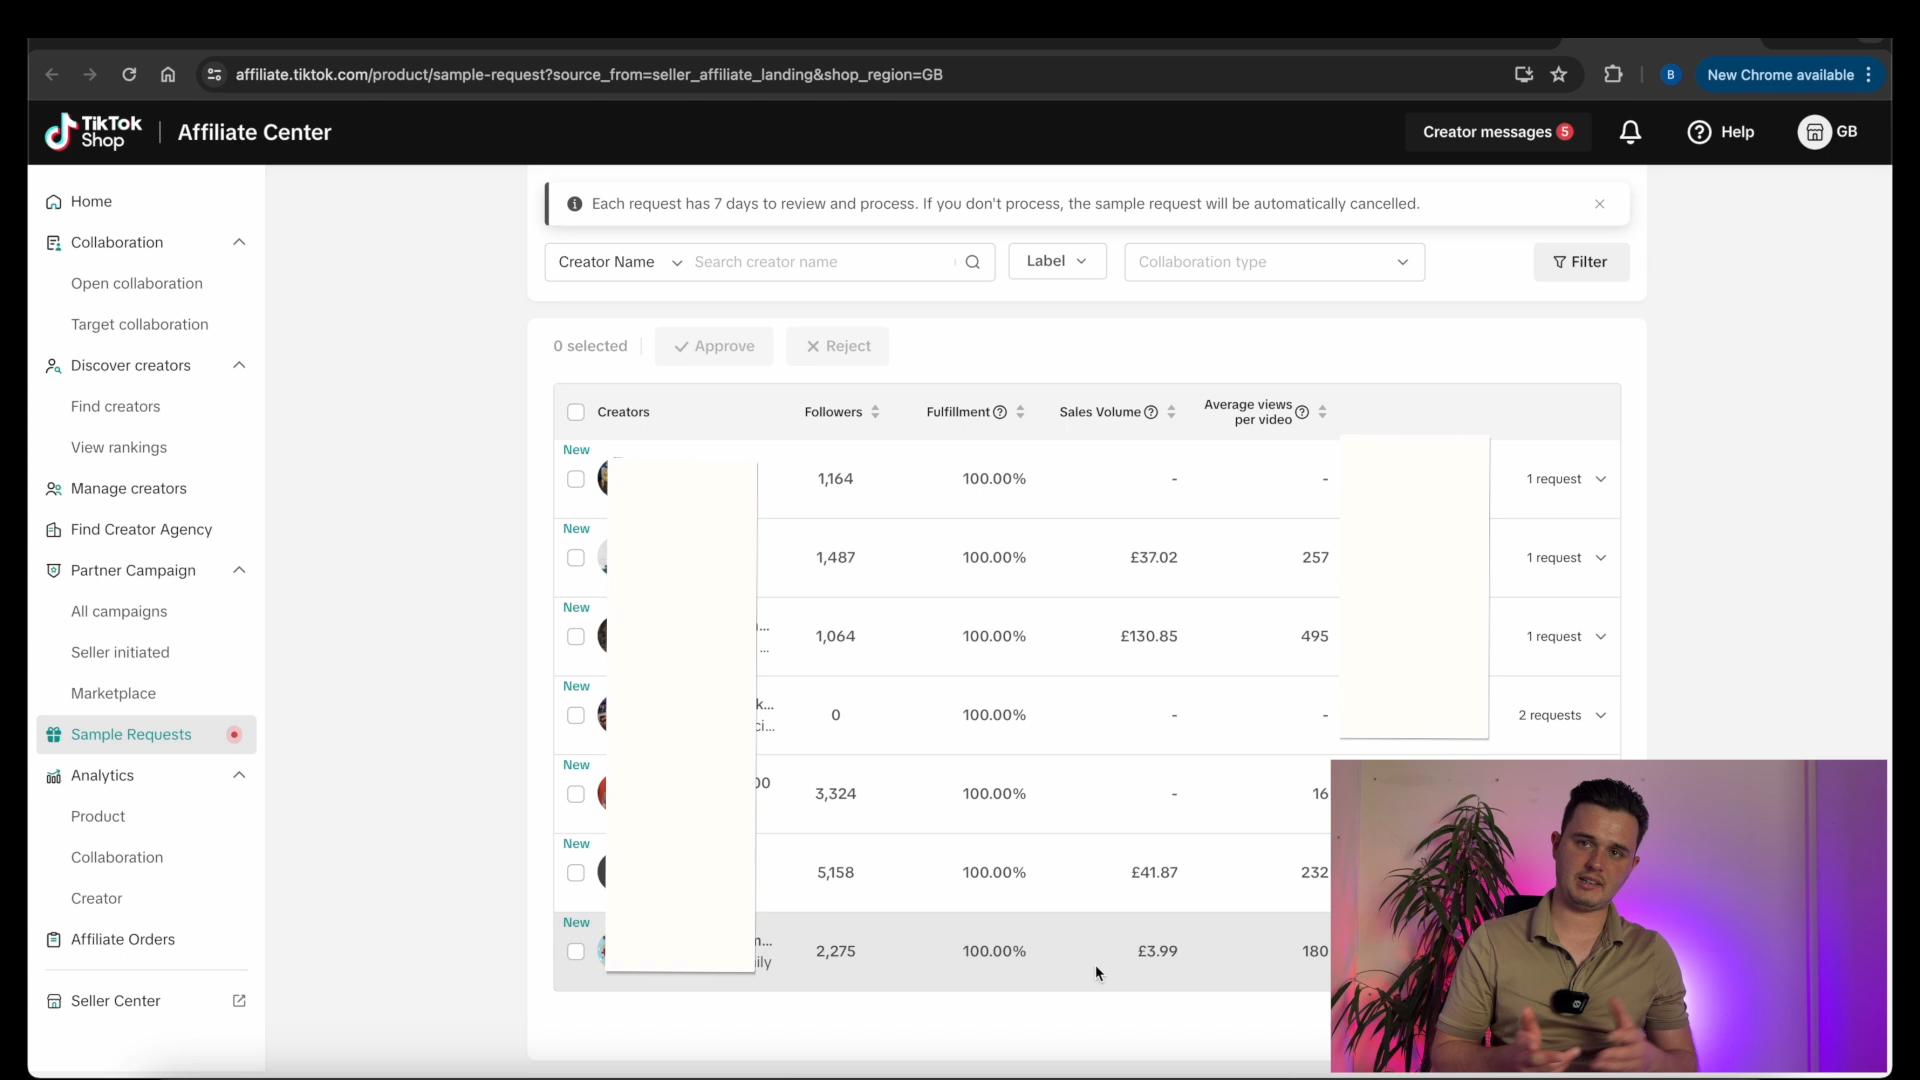 affiliate.tiktok.com/product/sample-request?source_from=seller_affiliate_landing&shop_region=GB
B
New Chrome available
TikTok
Shop
Affiliate Center
Creator messages 5
Help
GB
Home
Collaboration
Open collaboration
Target collaboration
Discover creators
Find creators
View rankings
Manage creators
Find Creator Agency
Partner Campaign
All campaigns
Seller initiated
Marketplace
Sample Requests
Analytics
Product
Collaboration
Creator
Affiliate Orders
Seller Center
Each request has 7 days to review and process. If you don't process, the sample request will be automatically cancelled.
Creator Name Search creator name Label Collaboration type Filter
0 selected Approve Reject
Creators Followers Fulfillment Sales Volume Average views
per video
New
1,164 100.00% - - 1 request
New
1,487 100.00% £37.02 257 1 request
New
1,064 100.00% £130.85 495 1 request
...
New
k...
0 100.00% - - 2 requests
ci...
New
00
3,324 100.00% - 16
New
5,158 100.00% £41.87 232
New
2,275 100.00% £3.99 180
ily